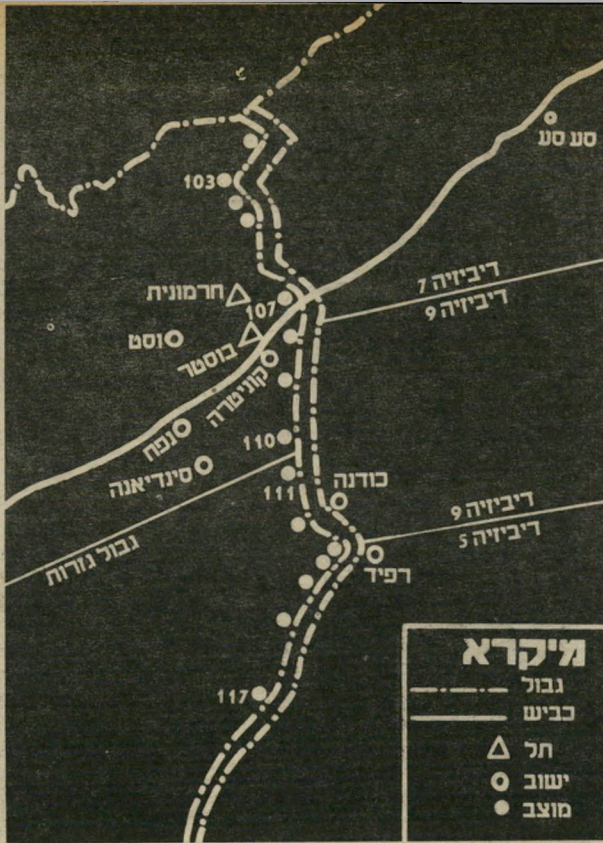 סע סע
103
דיביזיה 7
דיביזיה 9
חרמונית
107
וסט
בוסטר
קוניטרה
נפח
110
סינדיאנה
111
כודנה
דיביזיה 9
דיביזיה 5
גבול גזרות
רפיד
117
מיקרא
גבול
כביש
תל
ישוב
מוצב